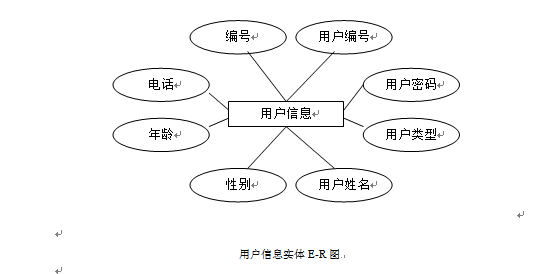 编号 用户编号
电话 用户密码
用户信息
年龄 用户类型
性别 用户姓名
用户信息实体 E-R 图